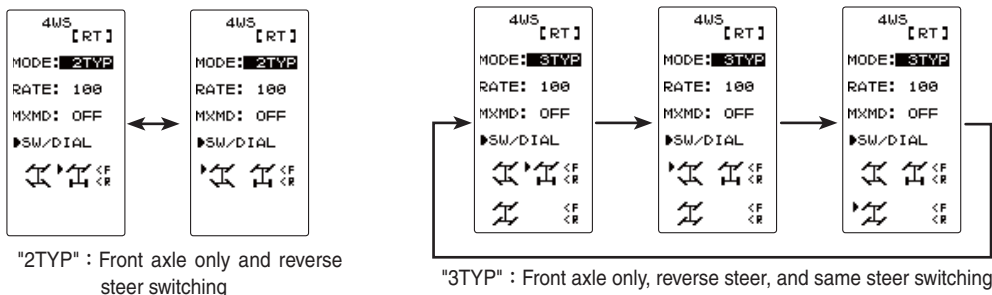 4WS
[RT]
MODE: 2TYP
RATE: 100
MXMD: OFF
▶SW/DIAL
<F
<R
4WS
[RT]
MODE: 2TYP
RATE: 100
MXMD: OFF
▶SW/DIAL
<F
<R
"2TYP" : Front axle only and reverse
steer switching
4WS
[RT]
MODE: 3TYP
RATE: 100
MXMD: OFF
▶SW/DIAL
<F
<R
<F
<R
4WS
[RT]
MODE: 3TYP
RATE: 100
MXMD: OFF
▶SW/DIAL
<F
<R
<F
<R
4WS
[RT]
MODE: 3TYP
RATE: 100
MXMD: OFF
▶SW/DIAL
<F
<R
<F
<R
"3TYP" : Front axle only, reverse steer, and same steer switching